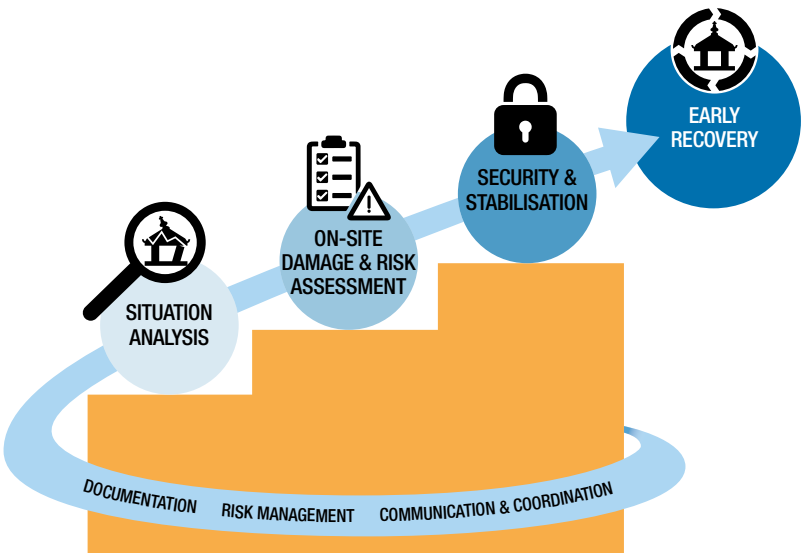 EARLY
RECOVERY
SECURITY &
STABILISATION
ON-SITE
DAMAGE & RISK
ASSESSMENT
SITUATION
ANALYSIS
DOCUMENTATION RISK MANAGEMENT COMMUNICATION & COORDINATION